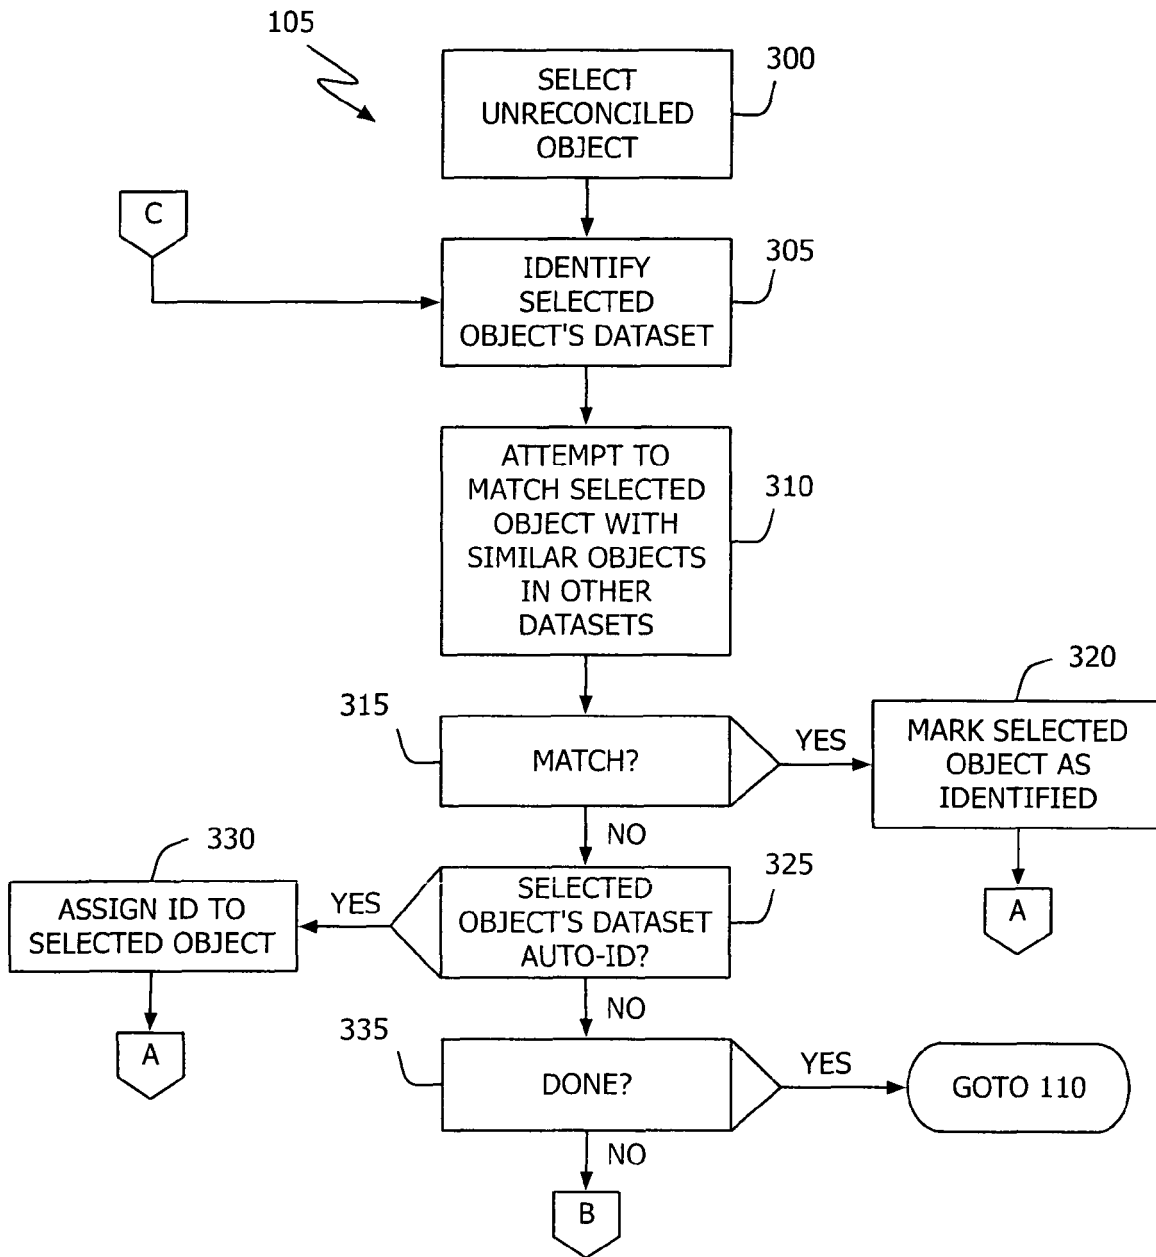 105
SELECT
UNRECONCILED
OBJECT
300
C
IDENTIFY
SELECTED
OBJECT'S DATASET
305
ATTEMPT TO
MATCH SELECTED
OBJECT WITH
SIMILAR OBJECTS
IN OTHER
DATASETS
310
315
MATCH?
YES
320
MARK SELECTED
OBJECT AS
IDENTIFIED
A
NO
330
ASSIGN ID TO
SELECTED OBJECT
YES
SELECTED
OBJECT'S DATASET
AUTO-ID?
325
A
NO
335
DONE?
YES
GOTO 110
NO
B